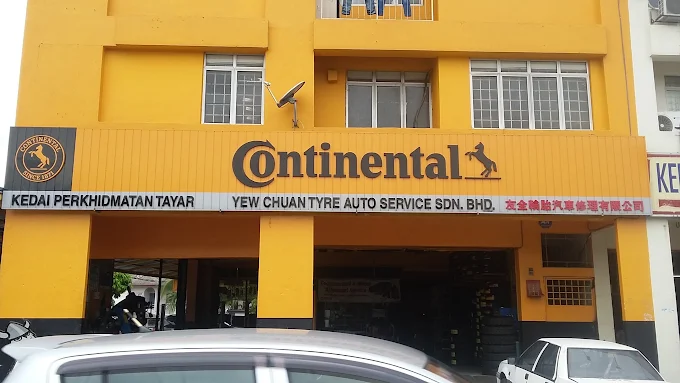 CONTINENTAL
SINCE 1871
Continental
KEDAI PERKHIDMATAN TAYAR
YEW CHUAN TYRE AUTO SERVICE SDN. BHD.
友全輪胎汽車修理有限公司
KE